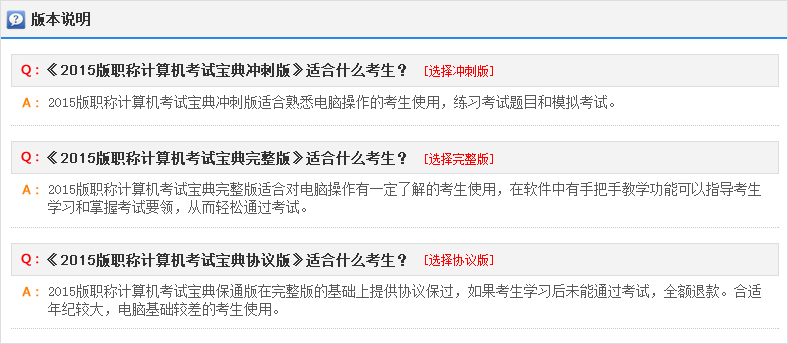 版本说明
Q：《2015版职称计算机考试宝典冲刺版》适合什么考生？ [选择冲刺版]
A： 2015版职称计算机考试宝典冲刺版适合熟悉电脑操作的考生使用，练习考试题目和模拟考试。
Q：《2015版职称计算机考试宝典完整版》适合什么考生？ [选择完整版]
A： 2015版职称计算机考试宝典完整版适合对电脑操作有一定了解的考生使用，在软件中有手把手教学功能可以指导考生
学习和掌握考试要领，从而轻松通过考试。
Q：《2015版职称计算机考试宝典协议版》适合什么考生？ [选择协议版]
A： 2015版职称计算机考试宝典保通版在完整版的基础上提供协议保过，如果考生学习后未能通过考试，全额退款。合适
年纪较大，电脑基础较差的考生使用。